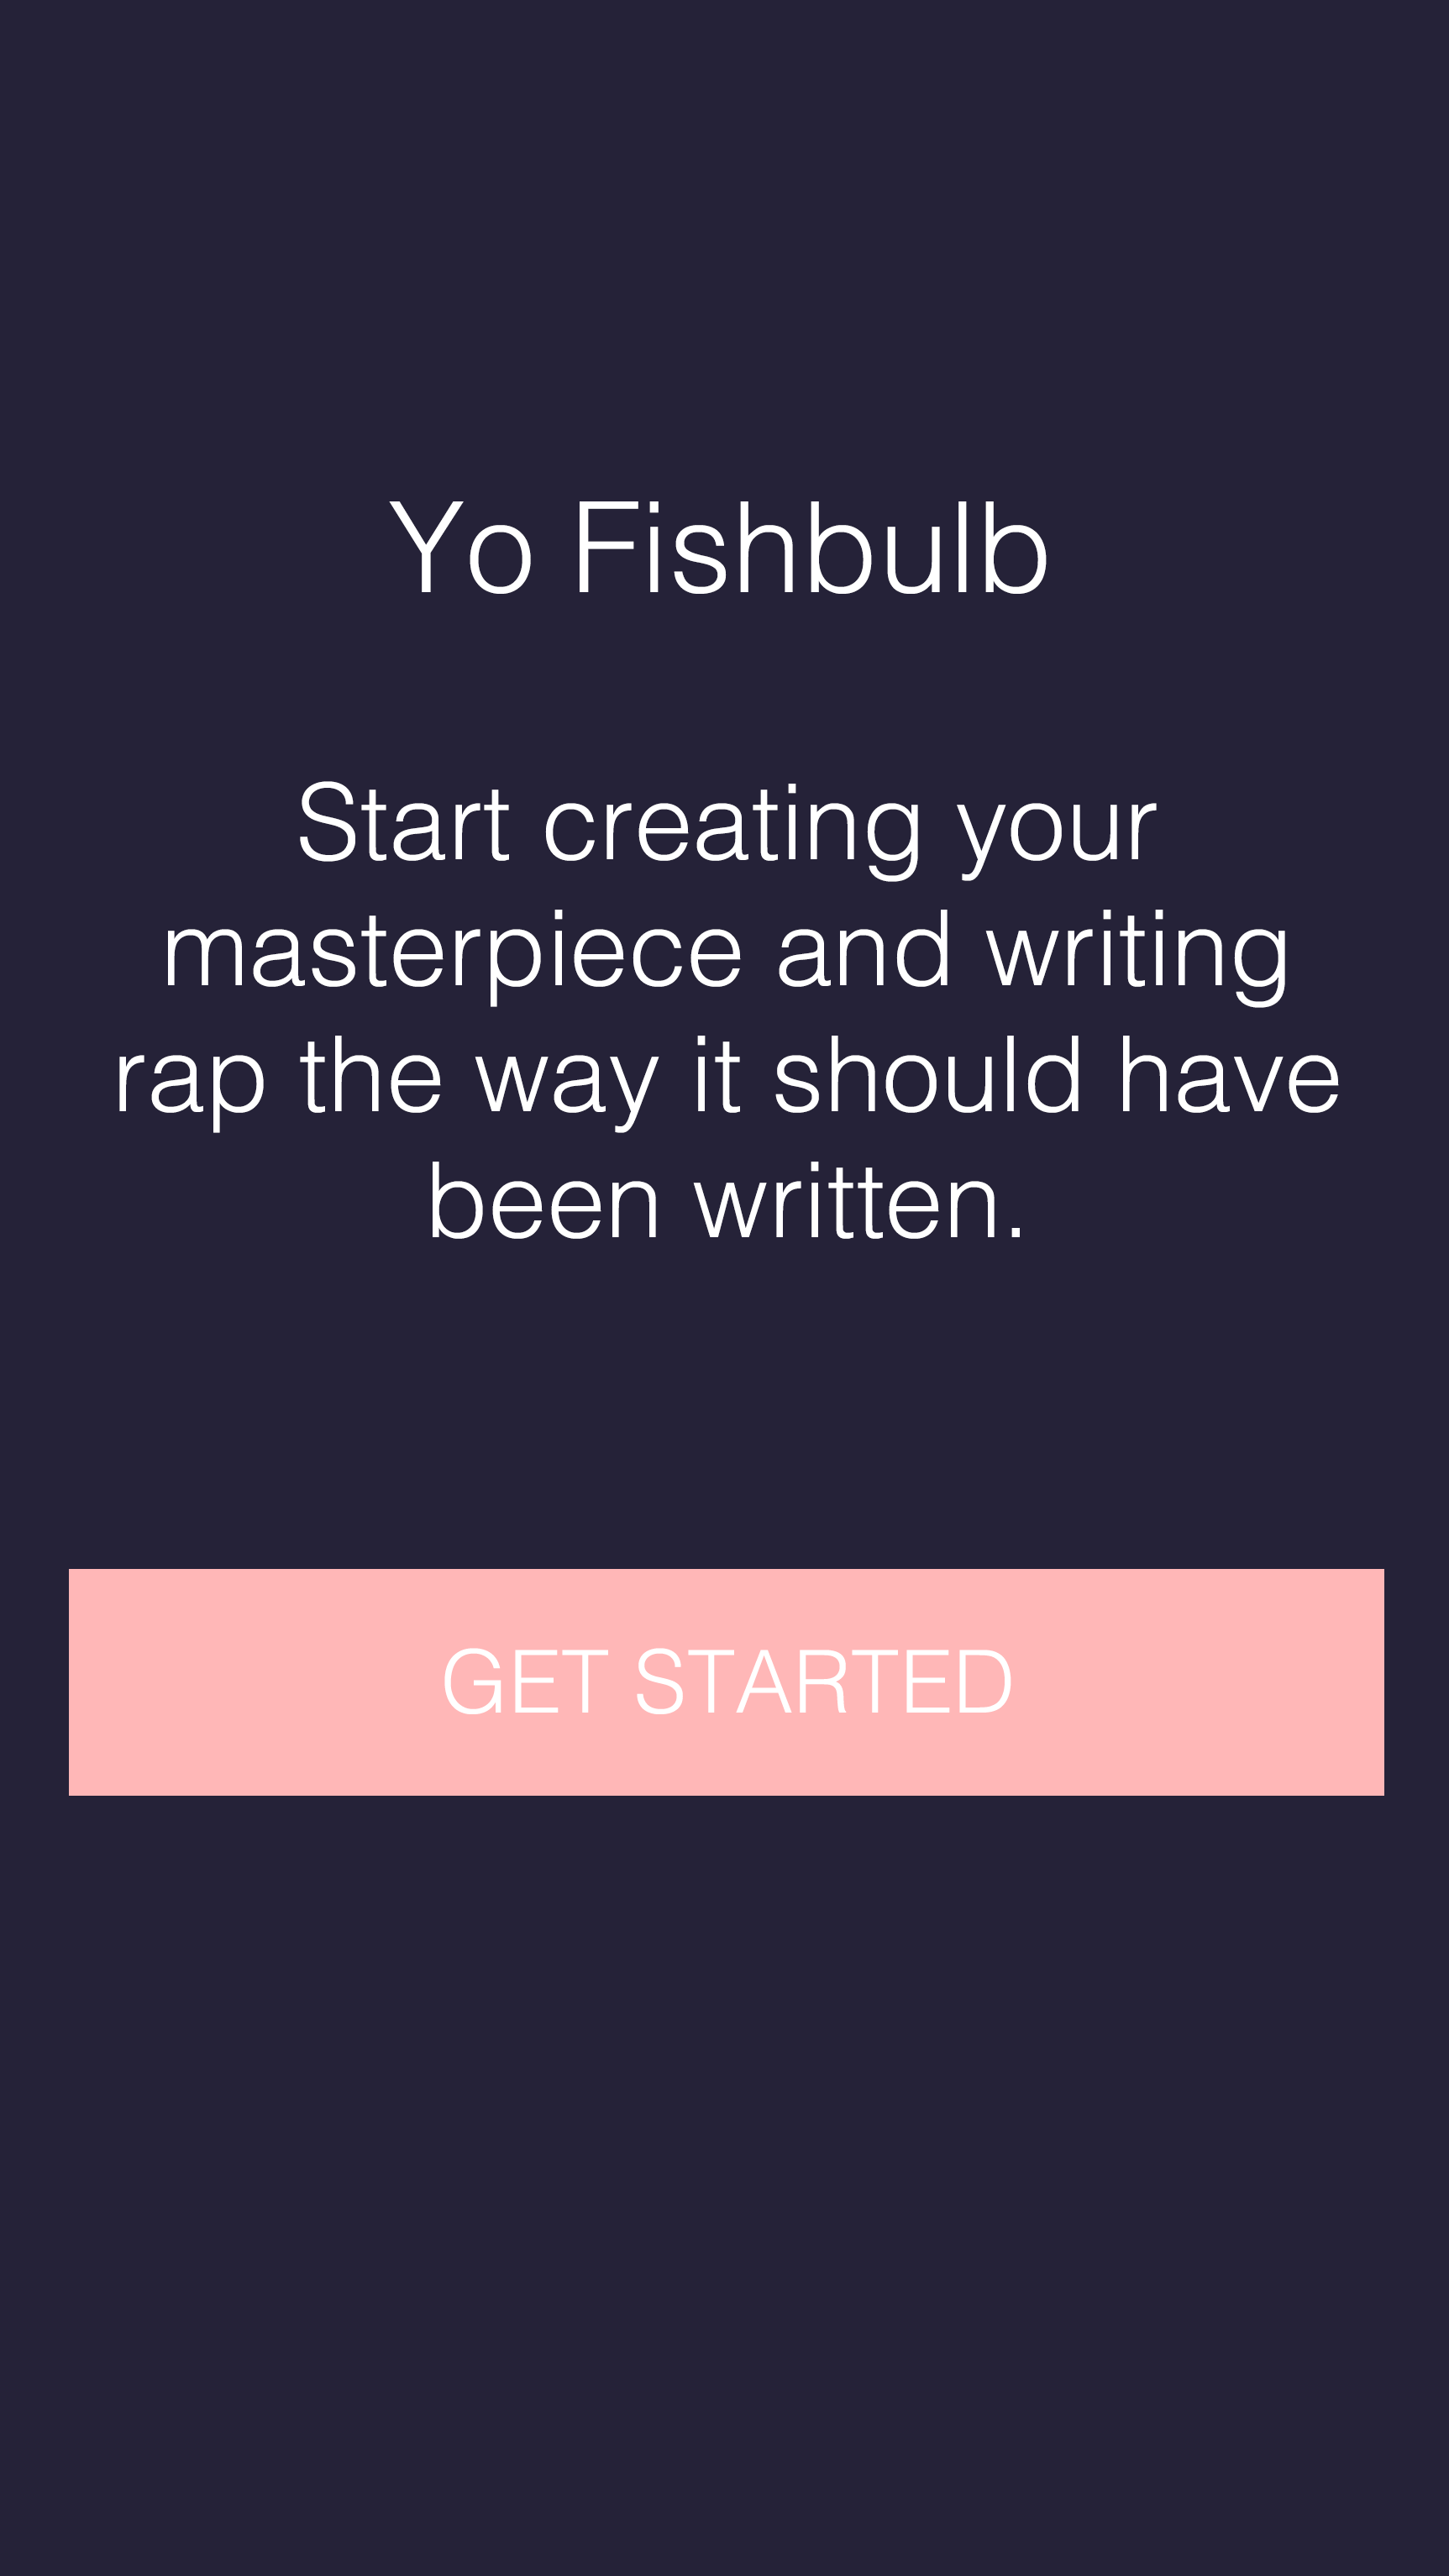 Yo Fishbulb
Start creating your
masterpiece and writing
rap the way it should have
been written.
GET STARTED